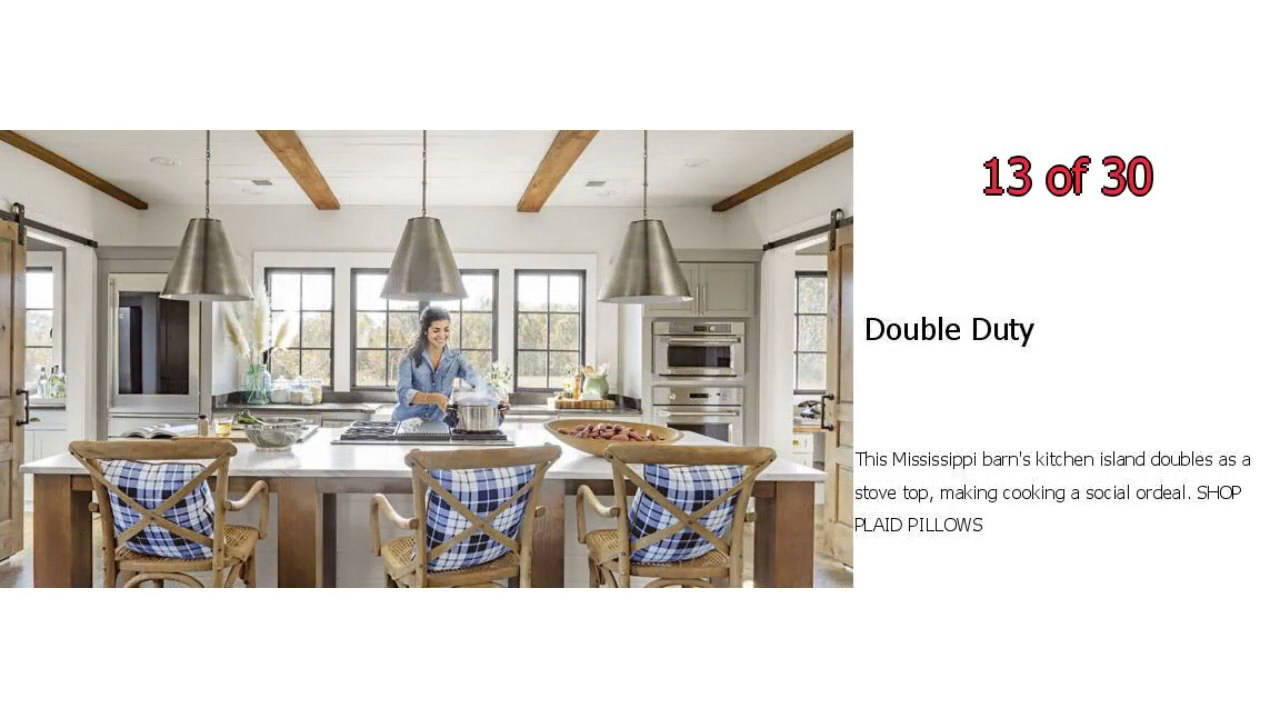 13 of 30
Double Duty
This Mississippi barn's kitchen island doubles as a
stove top, making cooking a social ordeal. SHOP
PLAID PILLOWS